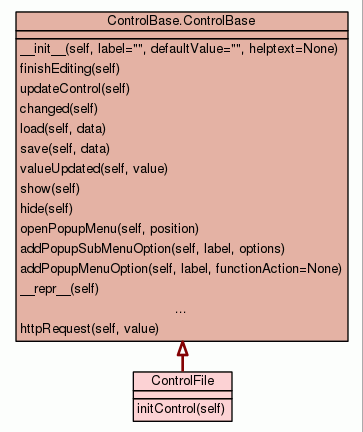 ControlBase.ControlBase
__init__(self, label="", defaultValue="", helptext=None)
finishEditing(self)
updateControl(self)
changed(self)
load(self, data)
save(self, data)
valueUpdated(self, value)
show(self)
hide(self)
openPopupMenu(self, position)
addPopupSubMenuOption(self, label, options)
addPopupMenuOption(self, label, functionAction=None)
__repr__(self)
...
httpRequest(self, value)
ControlFile
initControl(self)